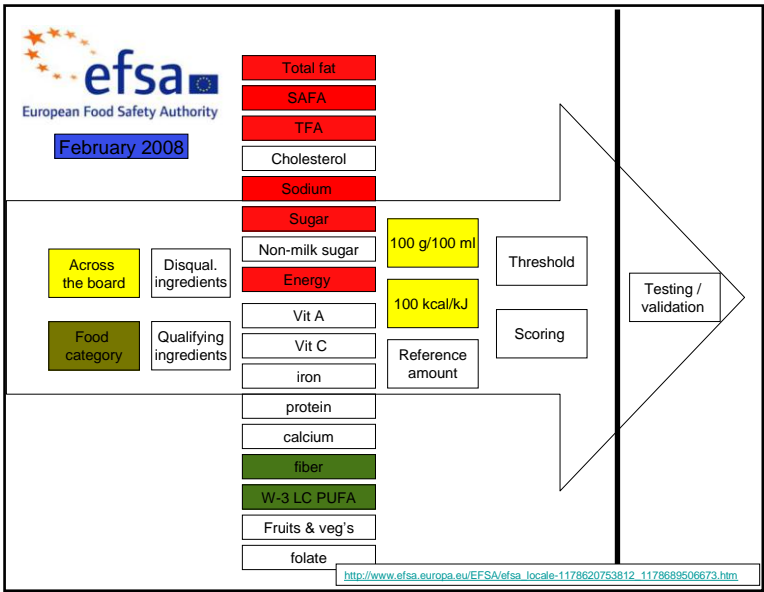 efsa
European Food Safety Authority
February 2008
Total fat
SAFA
TFA
Cholesterol
Sodium
Sugar
Non-milk sugar
Energy
Vit A
Vit C
iron
protein
calcium
fiber
W-3 LC PUFA
Fruits & veg's
folate
Across
the board
Disqual.
ingredients
Food
category
Qualifying
ingredients
100 g/100 ml
100 kcal/kJ
Reference
amount
Threshold
Scoring
Testing /
validation
http://www.efsa.europa.eu/EFSA/efsa_locale-1178620753812_1178689506673.htm